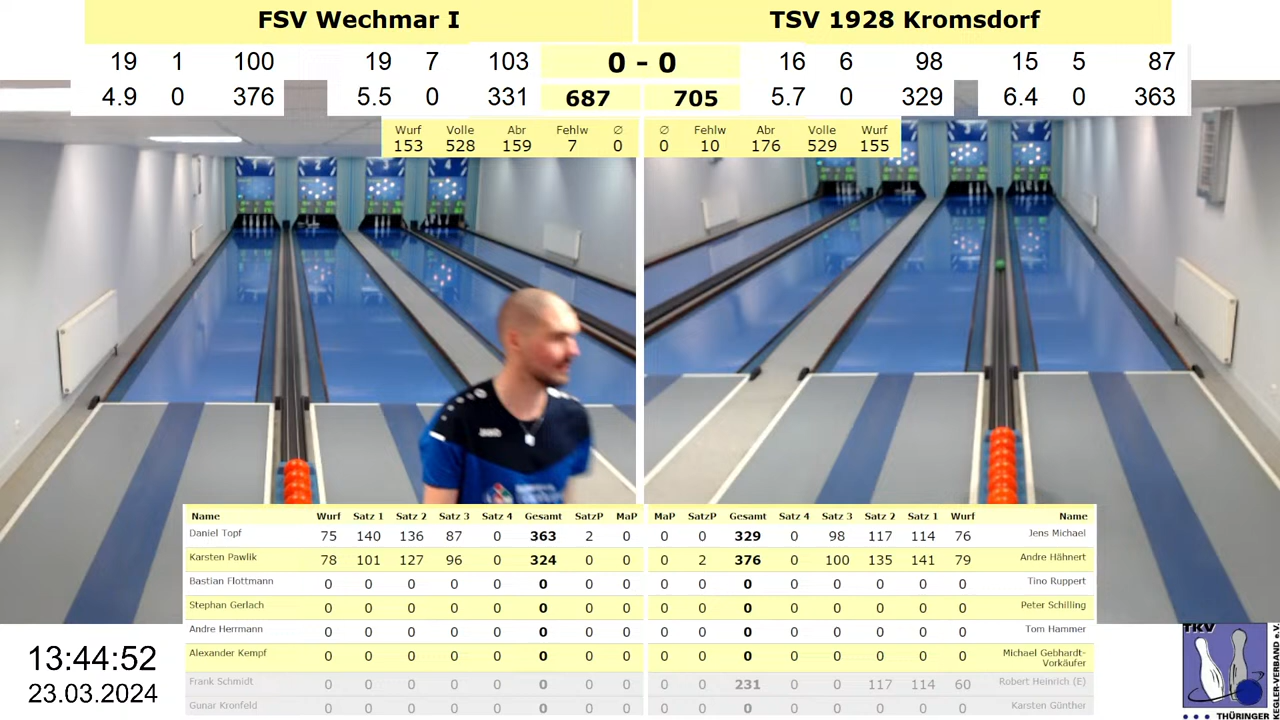 FSV Wechmar I
TSV 1928 Kromsdorf
19 1 100 19 7 103 0 - 0 16 6 98 15 5 87
4.9 0 376 5.5 0 331 687 705 5.7 0 329 6.4 0 363
Wurf Volle Abr Fehlw ∅ ∅ Fehlw Abr Volle Wurf
153 528 159 7 0 0 10 176 529 155
JAKO
Name Wurf Satz 1 Satz 2 Satz 3 Satz 4 Gesamt SatzP MaP MaP SatzP Gesamt Satz 4 Satz 3 Satz 2 Satz 1 Wurf Name
Daniel Topf 75 140 136 87 0 363 2 0 0 0 329 0 98 117 114 76 Jens Michael
Karsten Pawlik 78 101 127 96 0 324 0 0 0 2 376 0 100 135 141 79 Andre Hähnert
Bastian Flottmann 0 0 0 0 0 0 0 0 0 0 0 0 0 0 0 0 Tino Ruppert
Stephan Gerlach 0 0 0 0 0 0 0 0 0 0 0 0 0 0 0 0 Peter Schilling
Andre Herrmann 0 0 0 0 0 0 0 0 0 0 0 0 0 0 0 0 Tom Hammer
Alexander Kempf 0 0 0 0 0 0 0 0 0 0 0 0 0 0 0 0 Michael Gebhardt-
Vorkäufer
Frank Schmidt 0 0 0 0 0 0 0 0 0 0 231 0 0 117 114 60 Robert Heinrich (E)
Gunar Kronfeld 0 0 0 0 0 0 0 0 0 0 0 0 0 0 0 0 Karsten Günther
13:44:52
23.03.2024
TKV
THÜRINGER
KEGLER-VERBAND e.V.